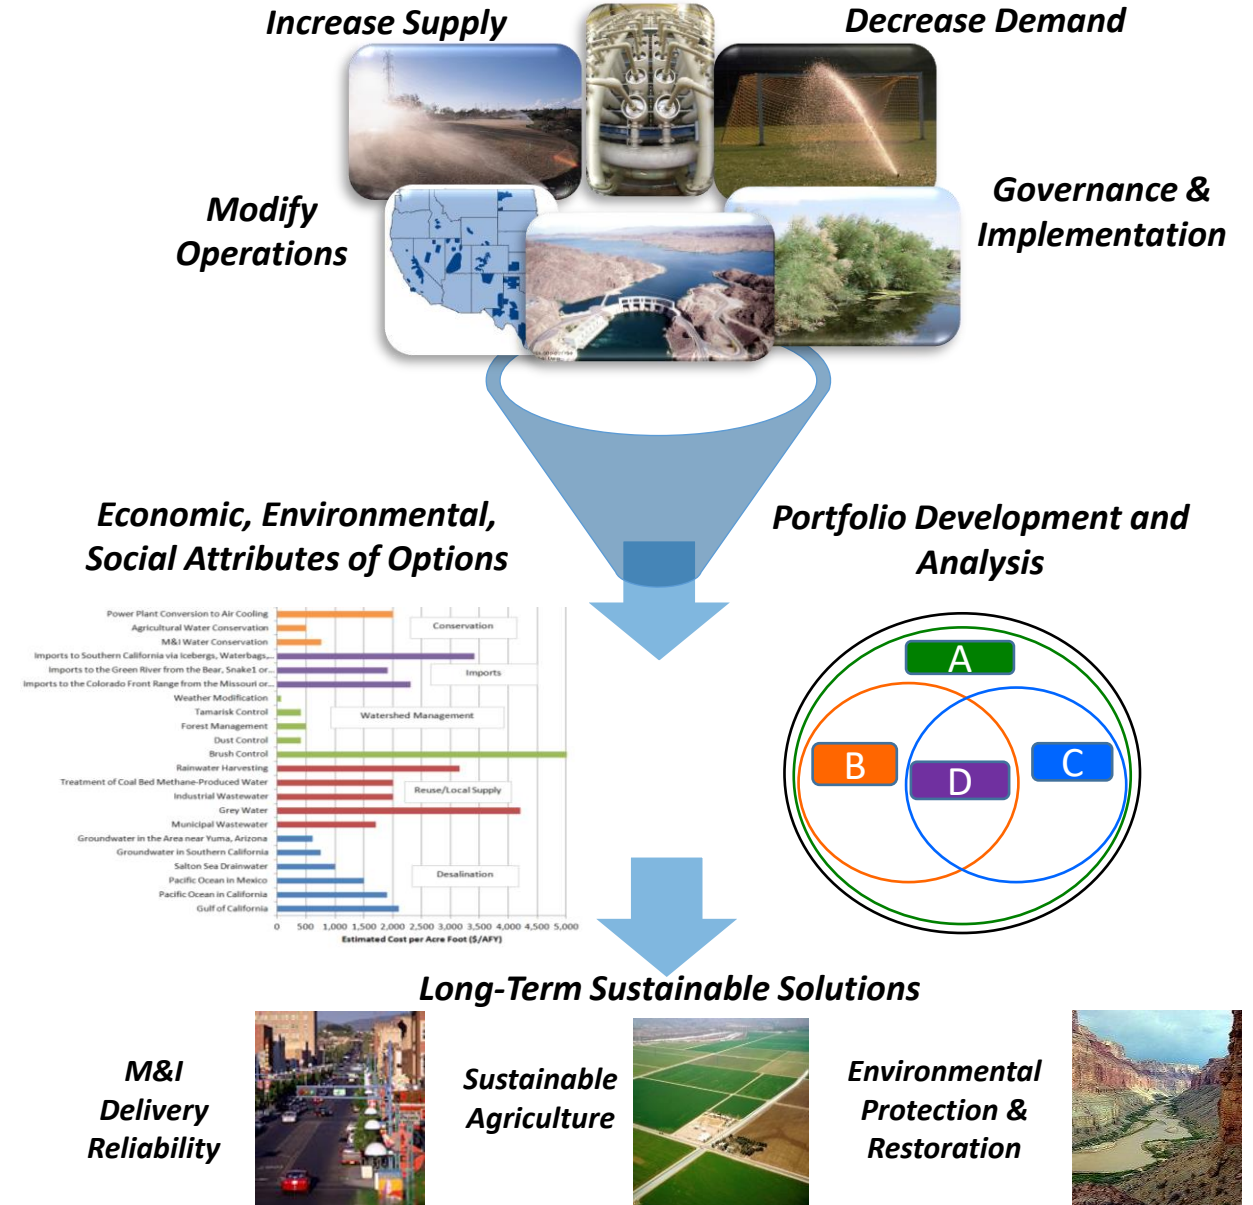 Increase Supply
Decrease Demand
Modify
Operations
Governance &
Implementation
Economic, Environmental,
Social Attributes of Options
Portfolio Development and
Analysis
Power Plant Conversion to Air Cooling
Agricultural Water Conservation
M&I Water Conservation
Imports to Southern California via Icebergs, Waterbags,...
Imports to the Green River from the Bear, Snake1 or...
Imports to the Colorado Front Range from the Missouri or...
Weather Modification
Tamarisk Control
Forest Management
Dust Control
Brush Control
Rainwater Harvesting
Treatment of Coal Bed Methane-Produced Water
Industrial Wastewater
Grey Water
Municipal Wastewater
Groundwater in the Area near Yuma, Arizona
Groundwater in Southern California
Salton Sea Drainwater
Pacific Ocean in Mexico
Pacific Ocean in California
Gulf of California
Conservation
Imports
Watershed Management
Reuse/Local Supply
Desalination
0 500 1,000 1,500 2,000 2,500 3,000 3,500 4,000 4,500 5,000
Estimated Cost per Acre Foot ($/AFY)
A
B
C
D
Long-Term Sustainable Solutions
M&I
Delivery
Reliability
Sustainable
Agriculture
Environmental
Protection &
Restoration